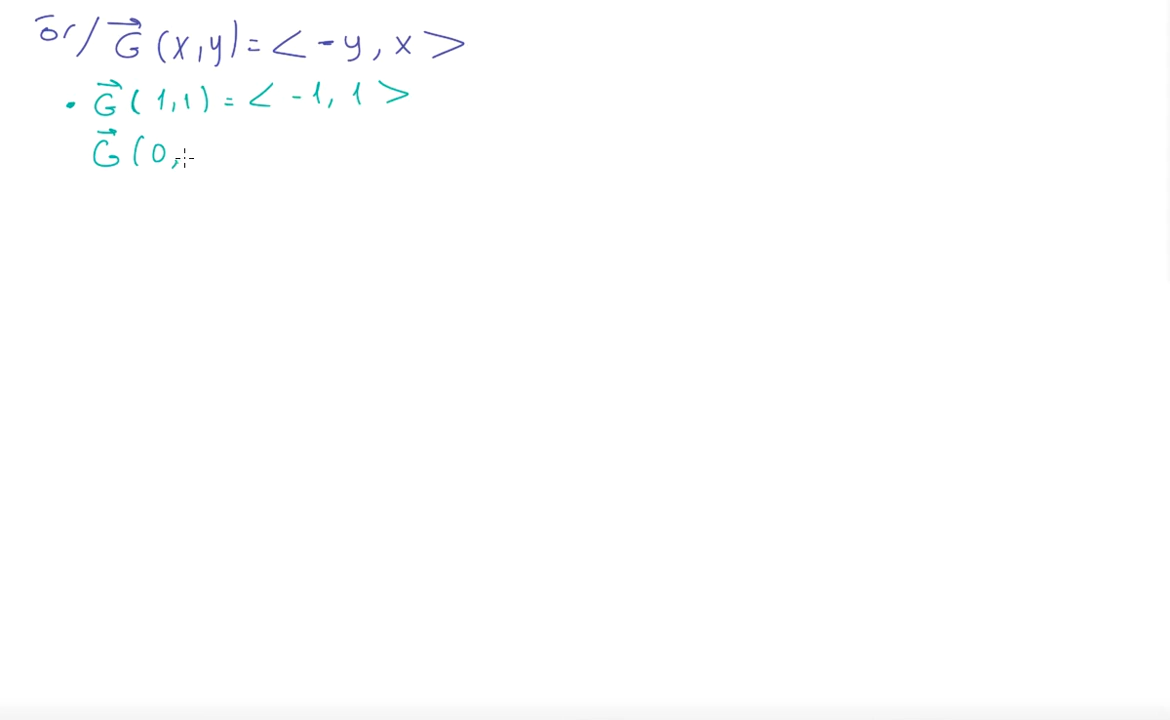 or/ G⃗(x,y) = < -y, x >
• G⃗(1,1) = < -1, 1 >
G⃗(0,